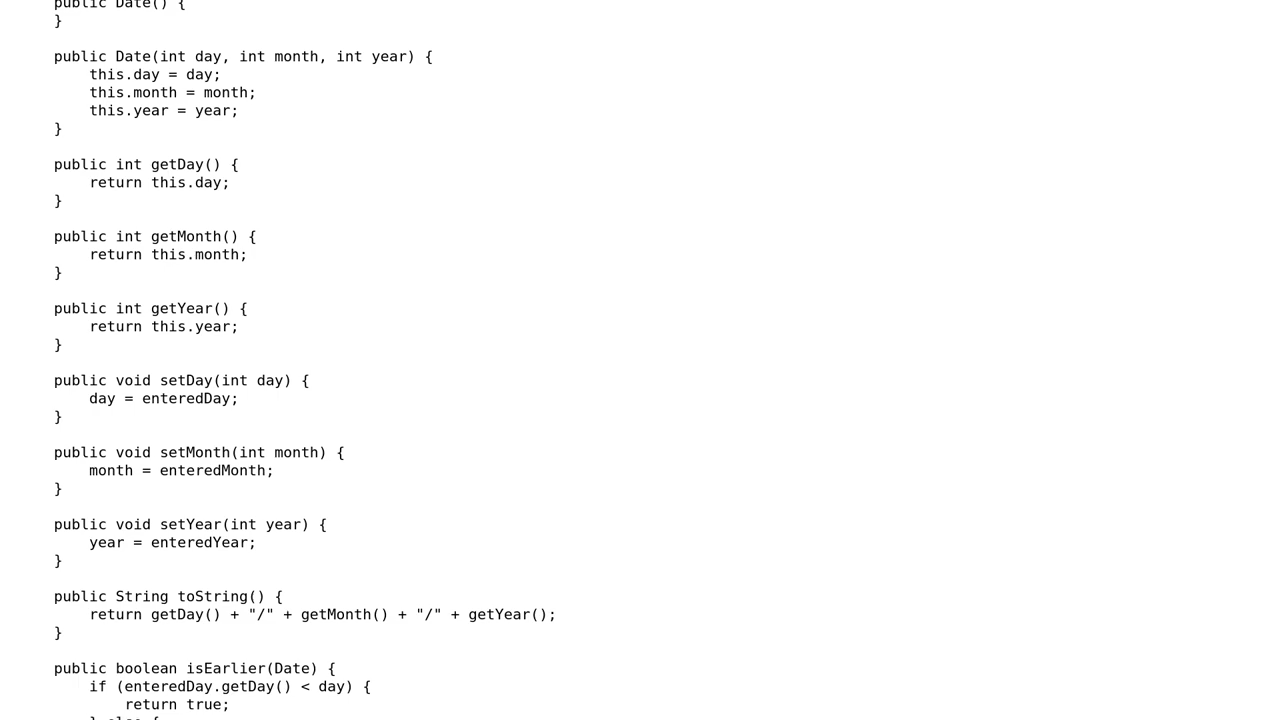 public Date() {
}

public Date(int day, int month, int year) {
    this.day = day;
    this.month = month;
    this.year = year;
}

public int getDay() {
    return this.day;
}

public int getMonth() {
    return this.month;
}

public int getYear() {
    return this.year;
}

public void setDay(int day) {
    day = enteredDay;
}

public void setMonth(int month) {
    month = enteredMonth;
}

public void setYear(int year) {
    year = enteredYear;
}

public String toString() {
    return getDay() + "/" + getMonth() + "/" + getYear();
}

public boolean isEarlier(Date) {
    if (enteredDay.getDay() < day) {
        return true;
    } else {